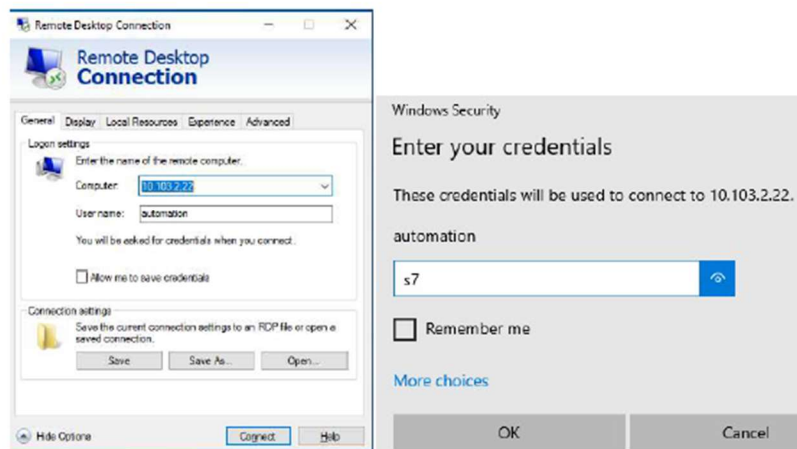 Remote Desktop Connection
Remote Desktop
Connection
General Display Local Resources Experience Advanced
Logon settings
Enter the name of the remote computer.
Computer: 10.103.2.22
User name: automation
You will be asked for credentials when you connect.
Allow me to save credentials
Connection settings
Save the current connection settings to an RDP file or open a
saved connection.
Save Save As... Open...
Hide Options Connect Help
Windows Security
Enter your credentials
These credentials will be used to connect to 10.103.2.22.
automation
s7
Remember me
More choices
OK Cancel